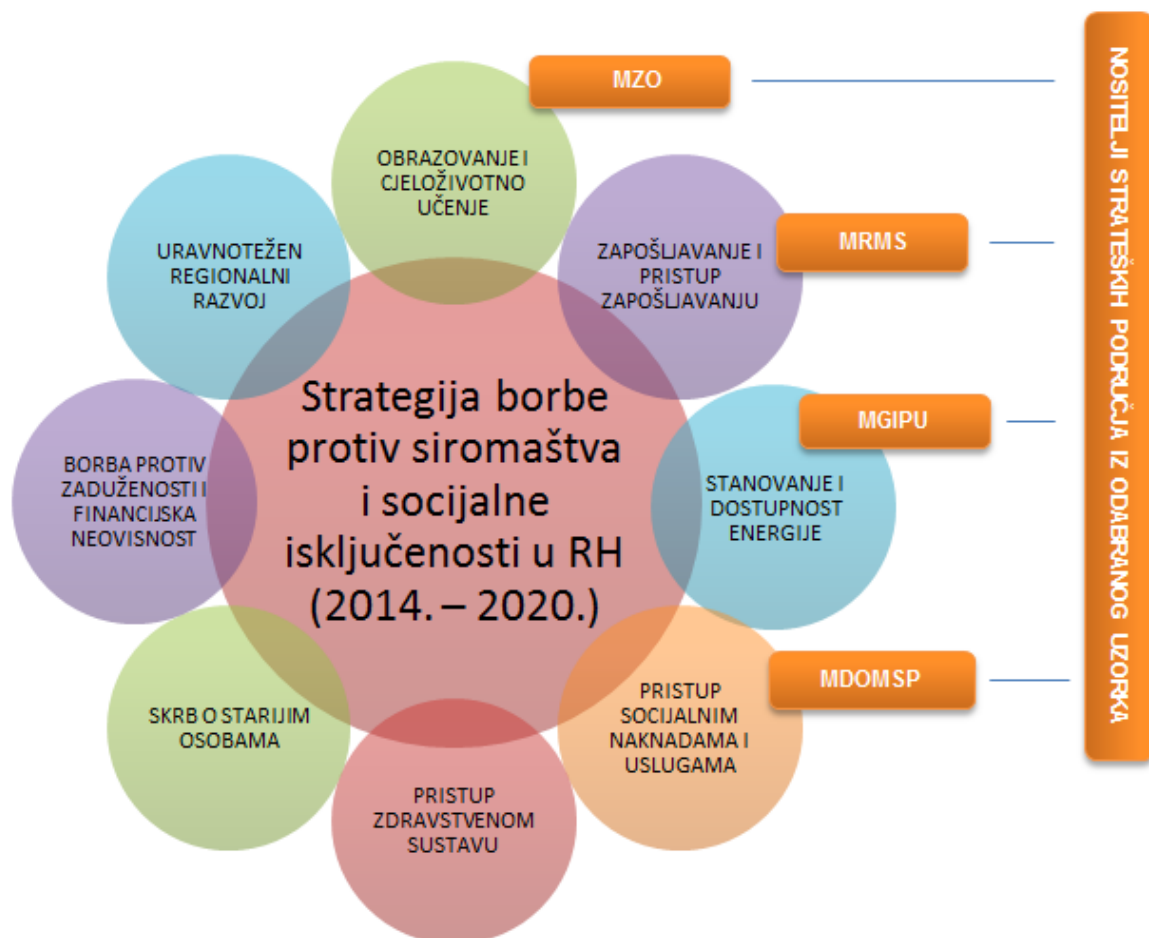 MZO
OBRAZOVANJE I
CJELOŽIVOTNO
UČENJE
MRMS
ZAPOŠLJAVANJE I
PRISTUP
ZAPOŠLJAVANJU
MGIPU
STANOVANJE I
DOSTUPNOST
ENERGIJE
MDOMSP
PRISTUP
SOCIJALNIM
NAKNADAMA I
USLUGAMA
PRISTUP
ZDRAVSTVENOM
SUSTAVU
SKRB O STARIJIM
OSOBAMA
BORBA PROTIV
ZADUŽENOSTI I
FINANCIJSKA
NEOVISNOST
URAVNOTEŽEN
REGIONALNI
RAZVOJ
Strategija borbe
protiv siromaštva
i socijalne
isključenosti u RH
(2014. – 2020.)
NOSITELJI STRATEŠKIH PODRUČJA IZ ODABRANOG UZORKA